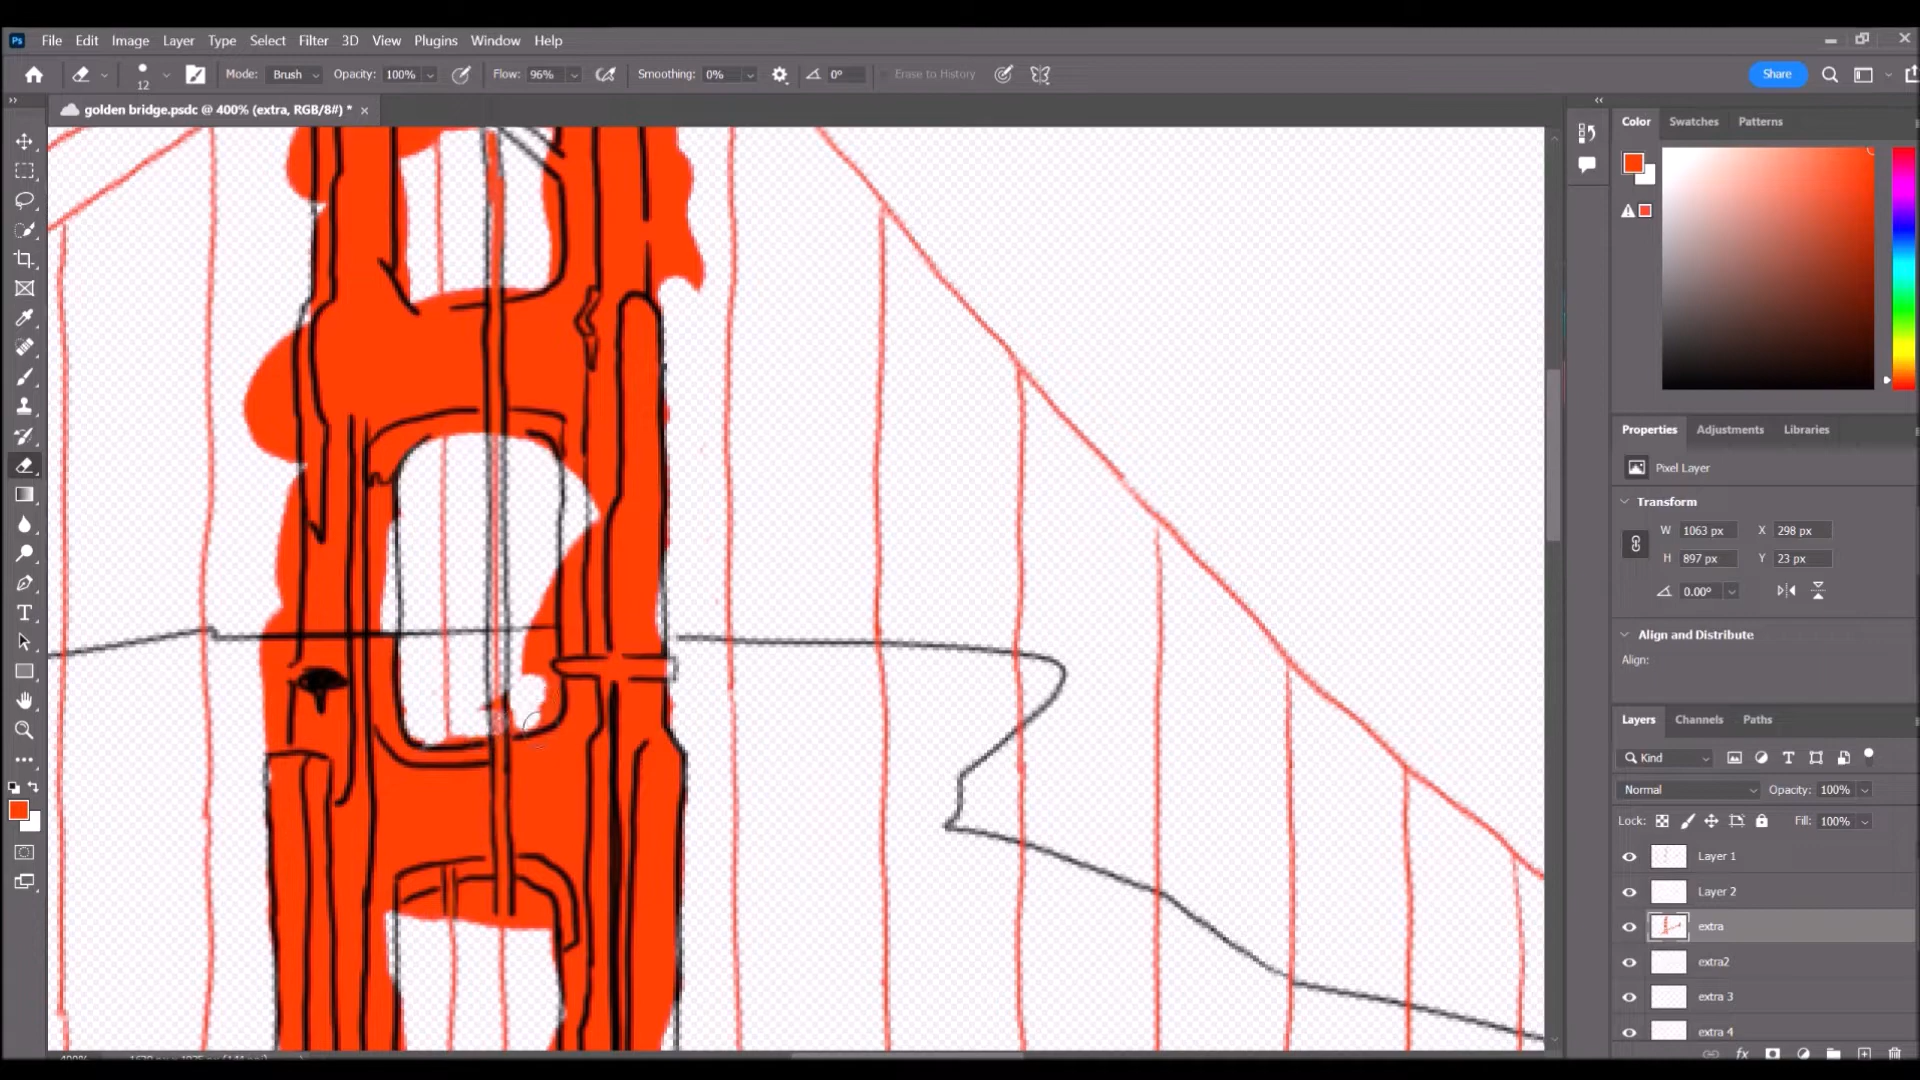 Ps File Edit Image Layer Type Select Filter 3D View Plugins Window Help
12 Mode: Brush Opacity: 100% Flow: 96% Smoothing: 0% 0° Erase to History Share
golden bridge.psdc @ 400% (extra, RGB/8#) * ×
Color Swatches Patterns
Properties Adjustments Libraries
Pixel Layer
Transform
W 1063 px X 298 px
H 897 px Y 23 px
0.00°
Align and Distribute
Align:
Layers Channels Paths
Kind
Normal Opacity: 100%
Lock: Fill: 100%
Layer 1
Layer 2
extra
extra2
extra 3
extra 4
400%